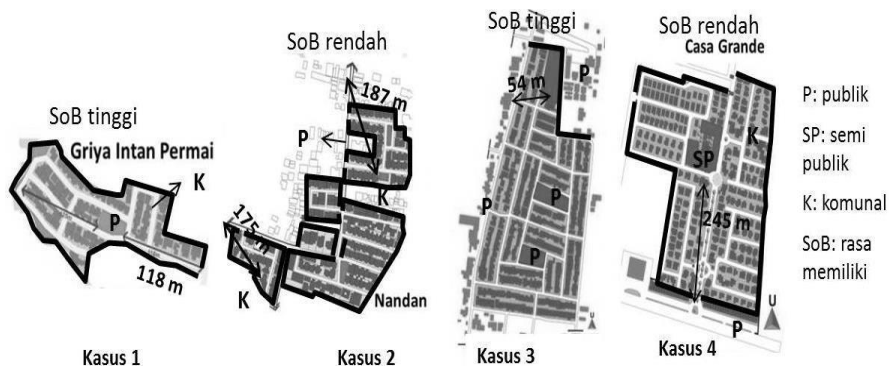 SoB tinggi
Griya Intan Permai
K
P
118 m
Kasus 1
SoB rendah
187 m
P
K
175 m
K
Nandan
Kasus 2
SoB tinggi
P
54 m
P
P
P
Kasus 3
SoB rendah
Casa Grande
K
SP
245 m
P
U
Kasus 4
P: publik
SP: semi
publik
K: komunal
SoB: rasa
memiliki